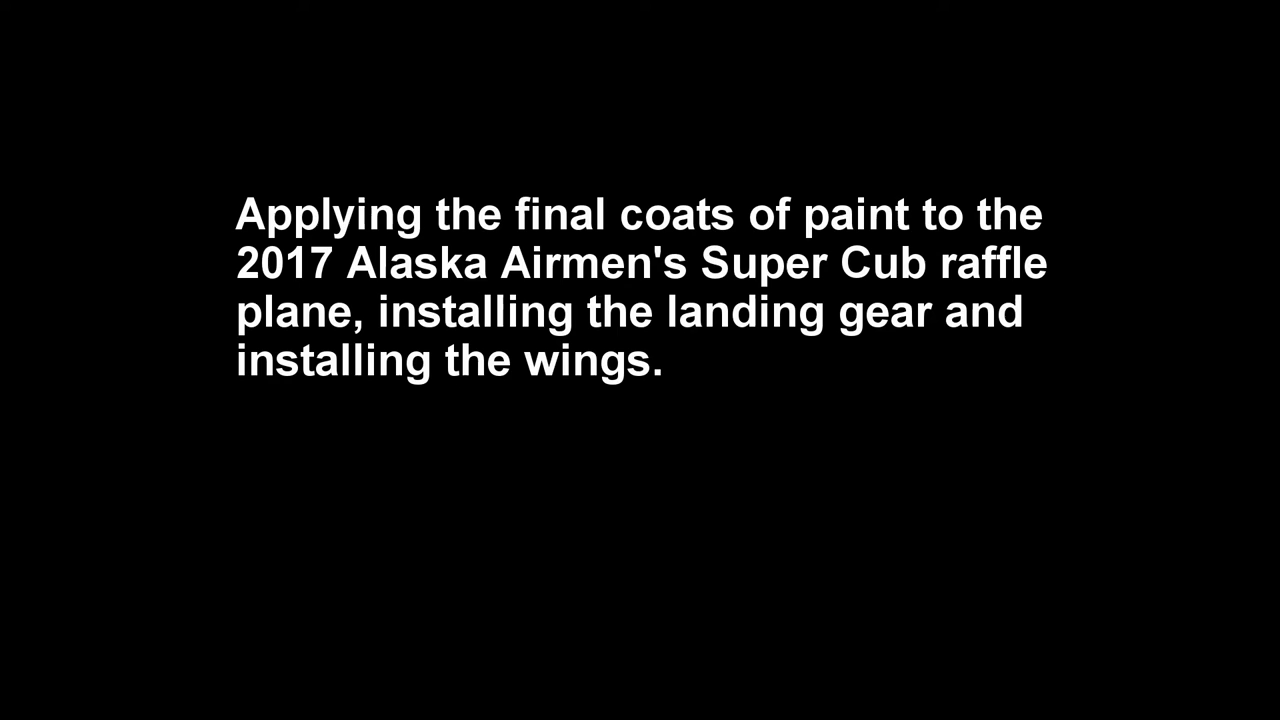 Applying the final coats of paint to the
2017 Alaska Airmen's Super Cub raffle
plane, installing the landing gear and
installing the wings.